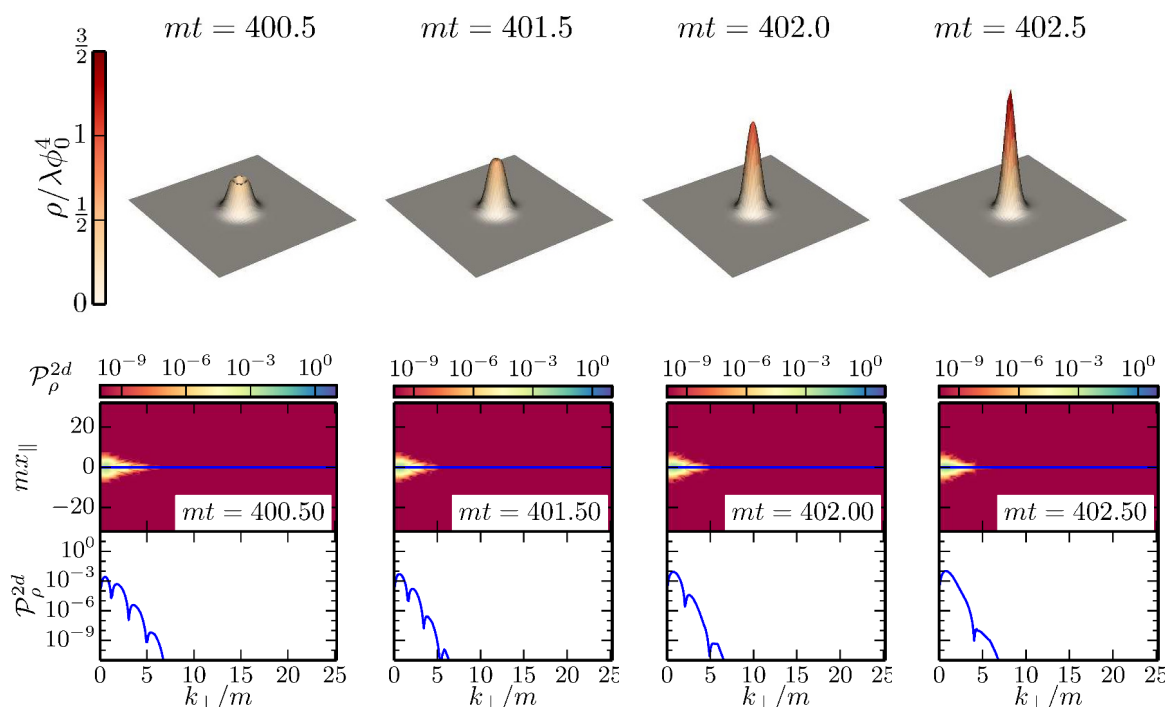 mt = 400.5 mt = 401.5 mt = 402.0 mt = 402.5
3/2
1
1/2
0
ρ/λϕ₀⁴
𝒫ρ²ᵈ 10⁻⁹ 10⁻⁶ 10⁻³ 10⁰ 10⁻⁹ 10⁻⁶ 10⁻³ 10⁰ 10⁻⁹ 10⁻⁶ 10⁻³ 10⁰ 10⁻⁹ 10⁻⁶ 10⁻³ 10⁰
mx∥
20
0
−20
mt = 400.50 mt = 401.50 mt = 402.00 mt = 402.50
𝒫ρ²ᵈ
10⁰
10⁻³
10⁻⁶
10⁻⁹
0 5 10 15 20 25 0 5 10 15 20 25 0 5 10 15 20 25 0 5 10 15 20 25
k⊥/m k⊥/m k⊥/m k⊥/m